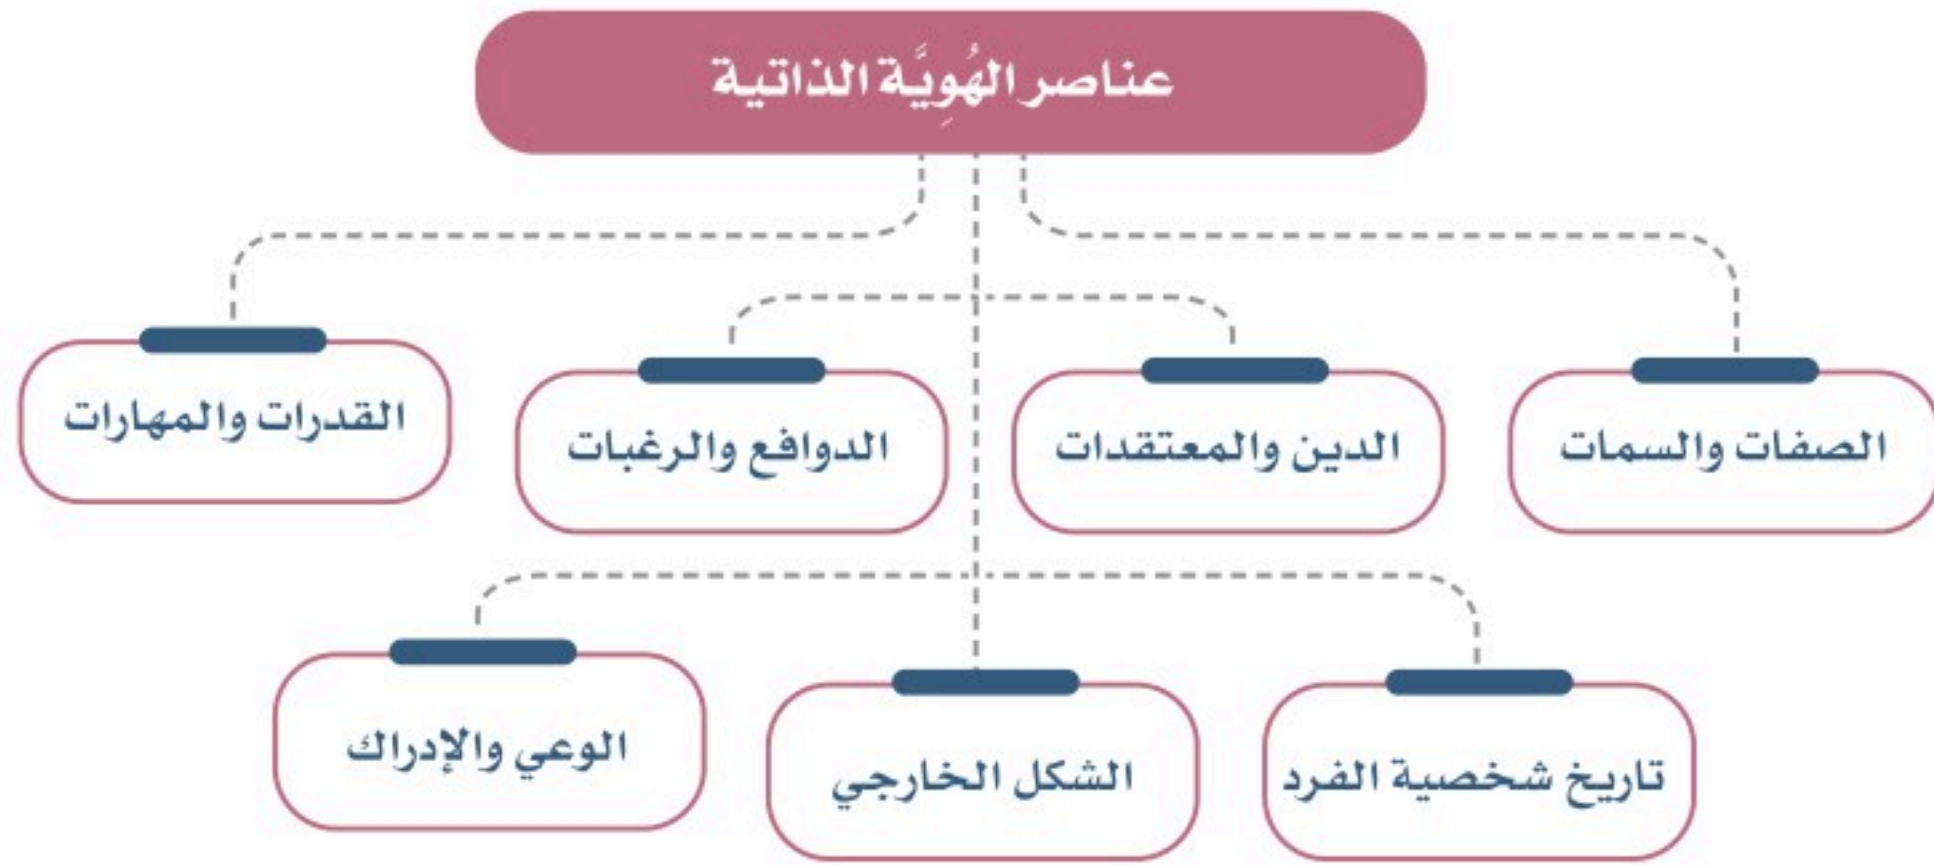 عناصر الهُوِيَّة الذاتية
الصفات والسمات
الدين والمعتقدات
الدوافع والرغبات
القدرات والمهارات
تاريخ شخصية الفرد
الشكل الخارجي
الوعي والإدراك